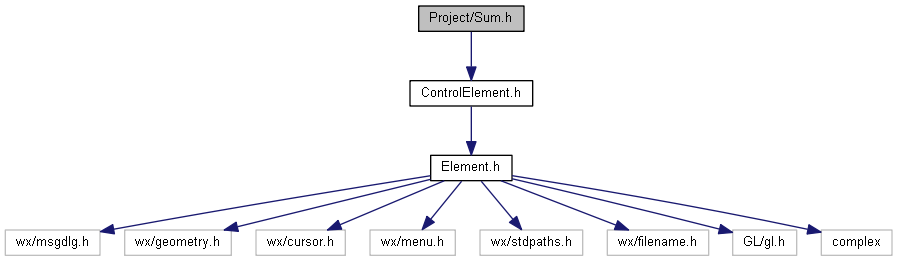 Project/Sum.h
ControlElement.h
Element.h
wx/msgdlg.h
wx/geometry.h
wx/cursor.h
wx/menu.h
wx/stdpaths.h
wx/filename.h
GL/gl.h
complex